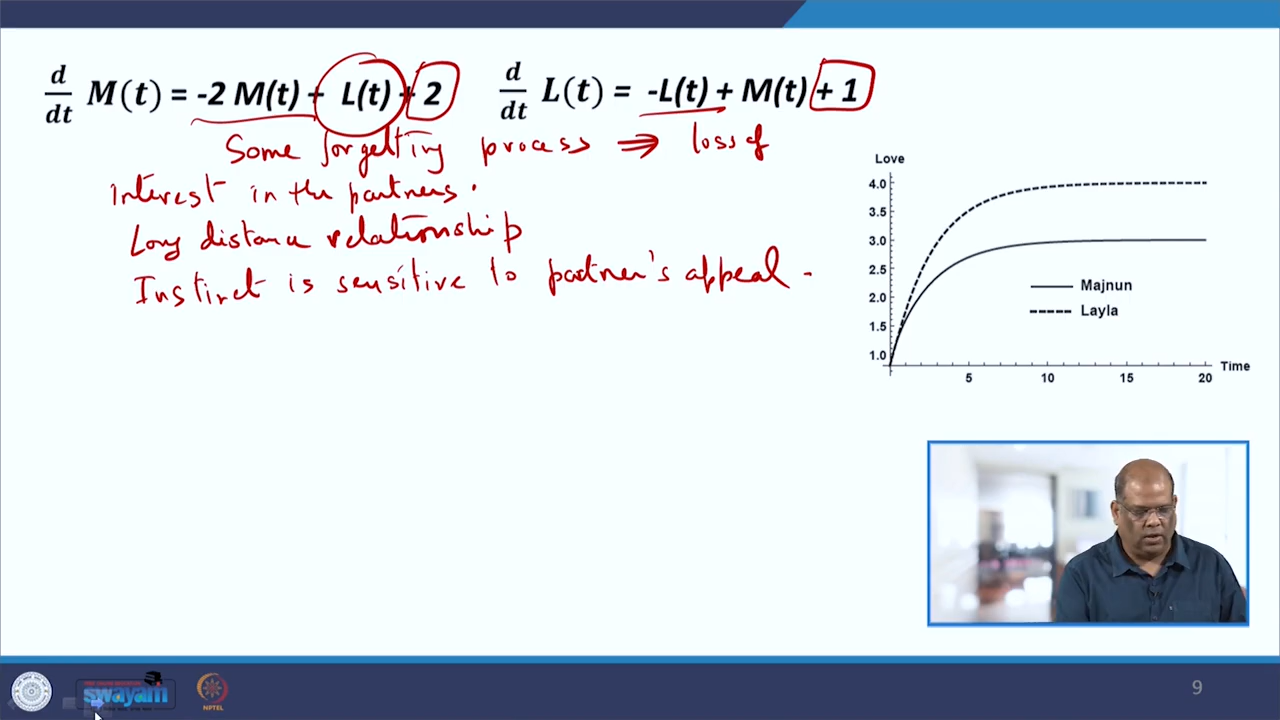 d/dt M(t) = -2 M(t) + L(t) + 2 d/dt L(t) = -L(t) + M(t) + 1
Some forgetting process ⇒ loss of
interest in the partners.
Long distance relationship
Instinct is sensitive to partner's appeal -
Love
4.0
3.5
3.0
2.5
2.0
1.5
1.0
Majnun
Layla
5 10 15 20 Time
swayam
NPTEL
9